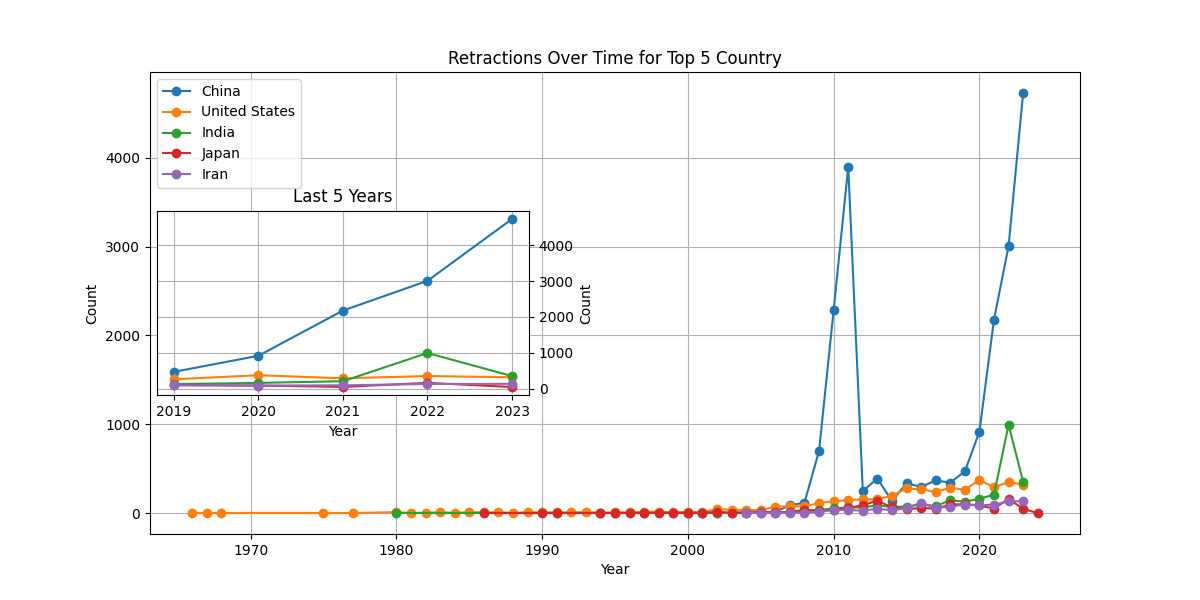 Retractions Over Time for Top 5 Country
China
United States
India
Japan
Iran
Count
4000
3000
2000
1000
0
1970
1980
1990
2000
2010
2020
Year
Last 5 Years
4000
3000
2000
1000
0
Count
2019
2020
2021
2022
2023
Year